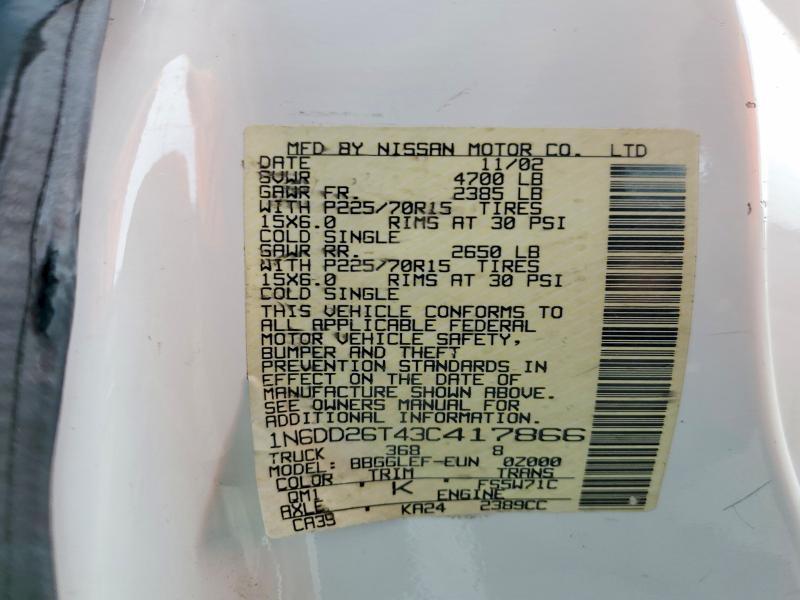 MFD BY NISSAN MOTOR CO. LTD
DATE 11/02
GVWR 4700 LB
GAWR FR. 2385 LB
WITH P225/70R15 TIRES
15X6.0 RIMS AT 30 PSI
COLD SINGLE
GAWR RR. 2650 LB
WITH P225/70R15 TIRES
15X6.0 RIMS AT 30 PSI
COLD SINGLE
THIS VEHICLE CONFORMS TO
ALL APPLICABLE FEDERAL
MOTOR VEHICLE SAFETY,
BUMPER AND THEFT
PREVENTION STANDARDS IN
EFFECT ON THE DATE OF
MANUFACTURE SHOWN ABOVE.
SEE OWNERS MANUAL FOR
ADDITIONAL INFORMATION.
1N6DD26T43C417866
TRUCK 368 8
MODEL: BBGGLEF-EUN 0Z000
COLOR TRIM TRANS
QM1 K FS5W71C
AXLE ENGINE
CA39 KA24 2389CC